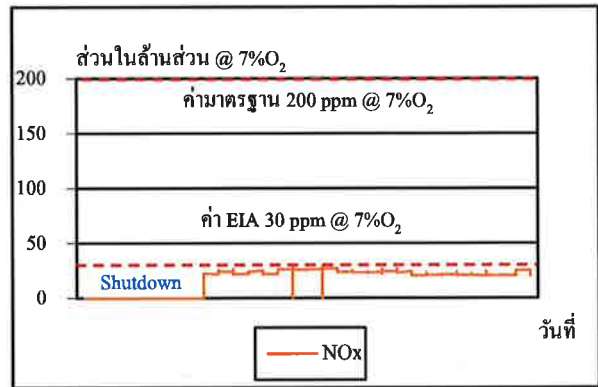 ส่วนในล้านส่วน @ 7%O₂
200
ค่ามาตรฐาน 200 ppm @ 7%O₂
150
100
ค่า EIA 30 ppm @ 7%O₂
50
Shutdown
0
วันที่
NOx